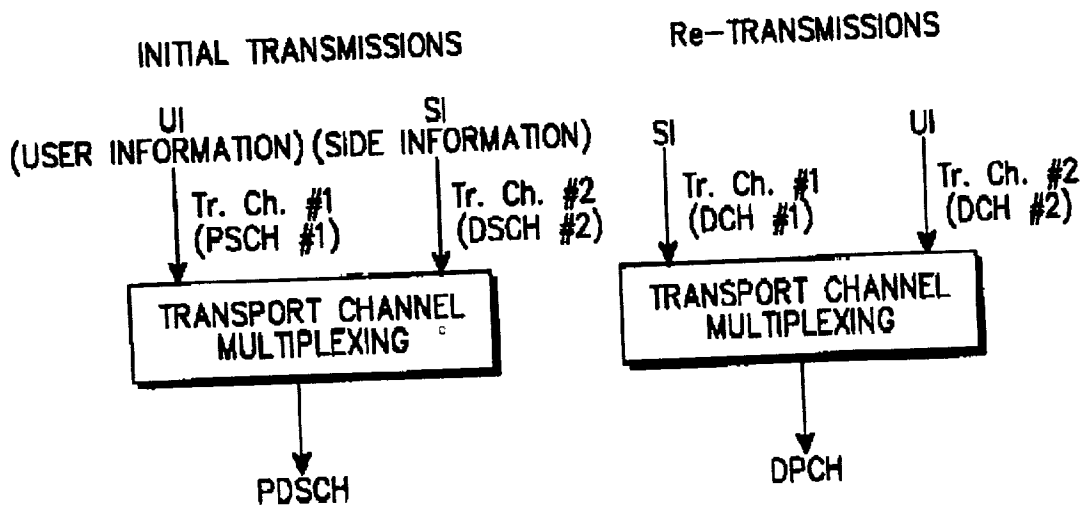 INITIAL TRANSMISSIONS
UI
(USER INFORMATION)
SI
(SIDE INFORMATION)
Tr. Ch. #1
(PSCH #1)
Tr. Ch. #2
(DSCH #2)
TRANSPORT CHANNEL
MULTIPLEXING
PDSCH
Re-TRANSMISSIONS
SI
UI
Tr. Ch. #1
(DCH #1)
Tr. Ch. #2
(DCH #2)
TRANSPORT CHANNEL
MULTIPLEXING
DPCH